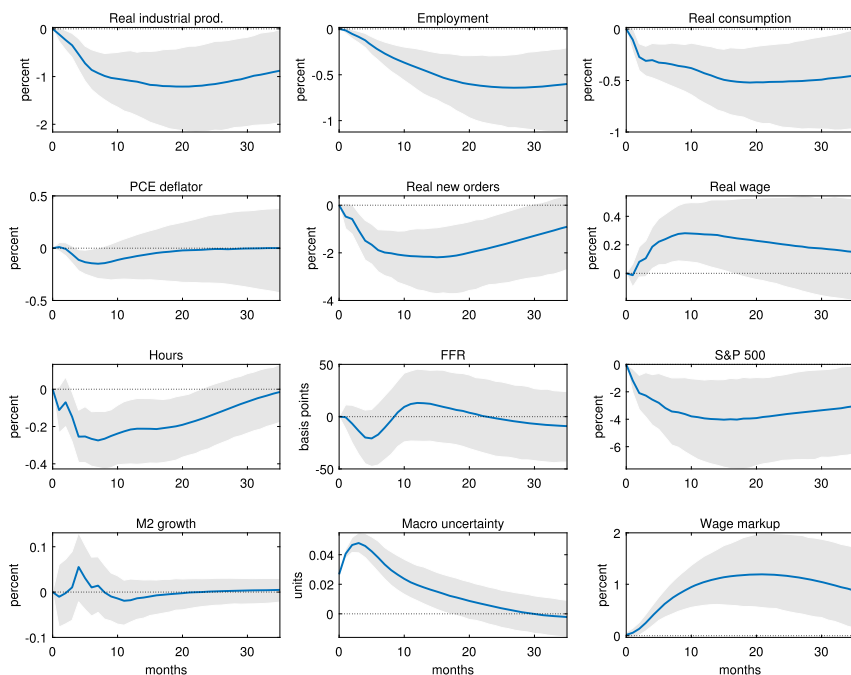 Real industrial prod.
Employment
Real consumption
percent
0
-1
-2
0 10 20 30
percent
0
-0.5
-1
0 10 20 30
percent
0
-0.5
-1
0 10 20 30
PCE deflator
Real new orders
Real wage
percent
0.5
0
-0.5
0 10 20 30
percent
0
-2
-4
0 10 20 30
percent
0.4
0.2
0
0 10 20 30
Hours
FFR
S&P 500
percent
0
-0.2
-0.4
0 10 20 30
basis points
50
0
-50
0 10 20 30
percent
0
-2
-4
-6
0 10 20 30
M2 growth
Macro uncertainty
Wage markup
percent
0.1
0
-0.1
0 10 20 30
months
units
0.04
0.02
0
0 10 20 30
months
percent
2
1
0
0 10 20 30
months